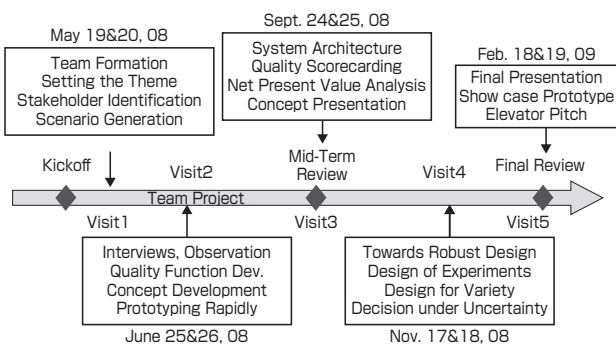 Sept. 24&25, 08
May 19&20, 08
Feb. 18&19, 09
Team Formation
Setting the Theme
Stakeholder Identification
Scenario Generation
System Architecture
Quality Scorecarding
Net Present Value Analysis
Concept Presentation
Final Presentation
Show case Prototype
Elevator Pitch
Kickoff
Visit2
Mid-Term
Review
Visit4
Final Review
Team Project
Visit1
Visit3
Visit5
Interviews, Observation
Quality Function Dev.
Concept Development
Prototyping Rapidly
Towards Robust Design
Design of Experiments
Design for Variety
Decision under Uncertainty
June 25&26, 08
Nov. 17&18, 08